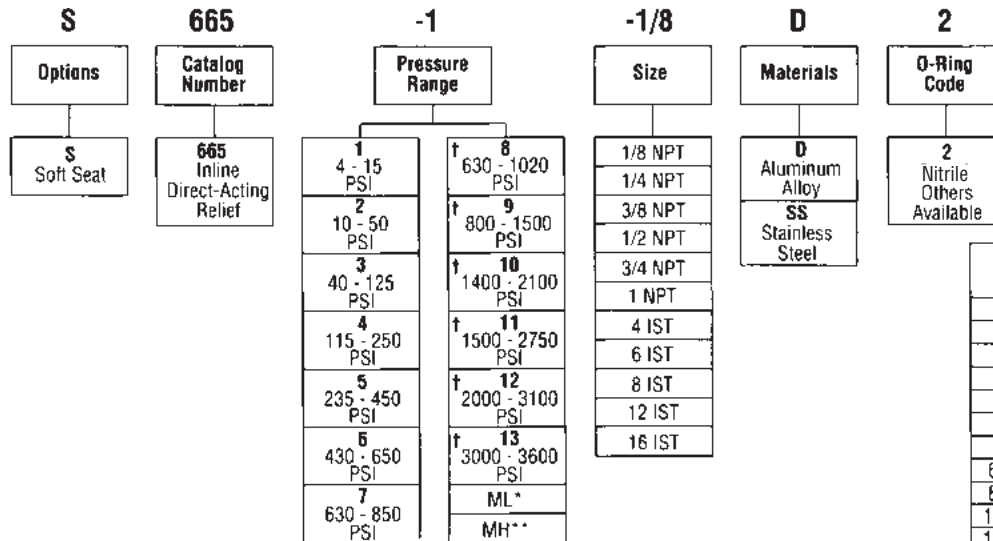 S 665 -1 -1/8 D 2
Options
Catalog
Number
Pressure
Range
Size
Materials
O-Ring
Code
S
Soft Seat
665
Inline
Direct-Acting
Relief
1
4 - 15
PSI
2
10 - 50
PSI
3
40 - 125
PSI
4
115 - 250
PSI
5
235 - 450
PSI
6
430 - 650
PSI
7
630 - 850
PSI
† 8
630 - 1020
PSI
† 9
800 - 1500
PSI
† 10
1400 - 2100
PSI
† 11
1500 - 2750
PSI
† 12
2000 - 3100
PSI
† 13
3000 - 3600
PSI
ML*
MH**
1/8 NPT
1/4 NPT
3/8 NPT
1/2 NPT
3/4 NPT
1 NPT
4 IST
6 IST
8 IST
12 IST
16 IST
D
Aluminum
Alloy
SS
Stainless
Steel
2
Nitrile
Others
Available